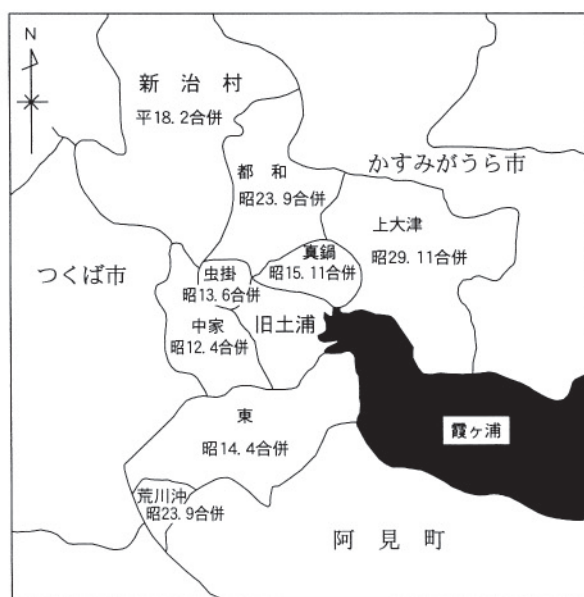 N
新治村
平18.2合併
都和
昭23.9合併
かすみがうら市
上大津
昭29.11合併
真鍋
昭15.11合併
つくば市
虫掛
昭13.6合併
中家
昭12.4合併
旧土浦
東
昭14.4合併
霞ヶ浦
荒川沖
昭23.9合併
阿見町